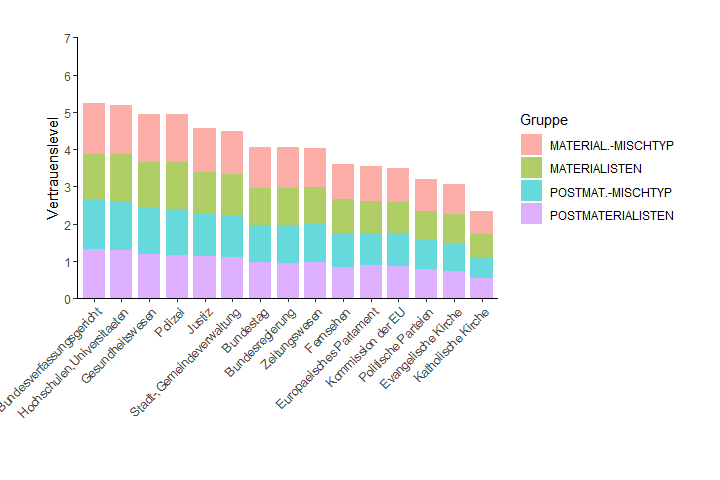 7
6
5
4
3
2
1
0
Vertrauenslevel
Bundesverfassungsgericht
Hochschulen,Universitaeten
Gesundheitswesen
Polizei
Justiz
Stadt-,Gemeindeverwaltung
Bundestag
Bundesregierung
Zeitungswesen
Fernsehen
Europaeisches Parlament
Kommission der EU
Politische Parteien
Evangelische Kirche
Katholische Kirche
Gruppe
MATERIAL.-MISCHTYP
MATERIALISTEN
POSTMAT.-MISCHTYP
POSTMATERIALISTEN